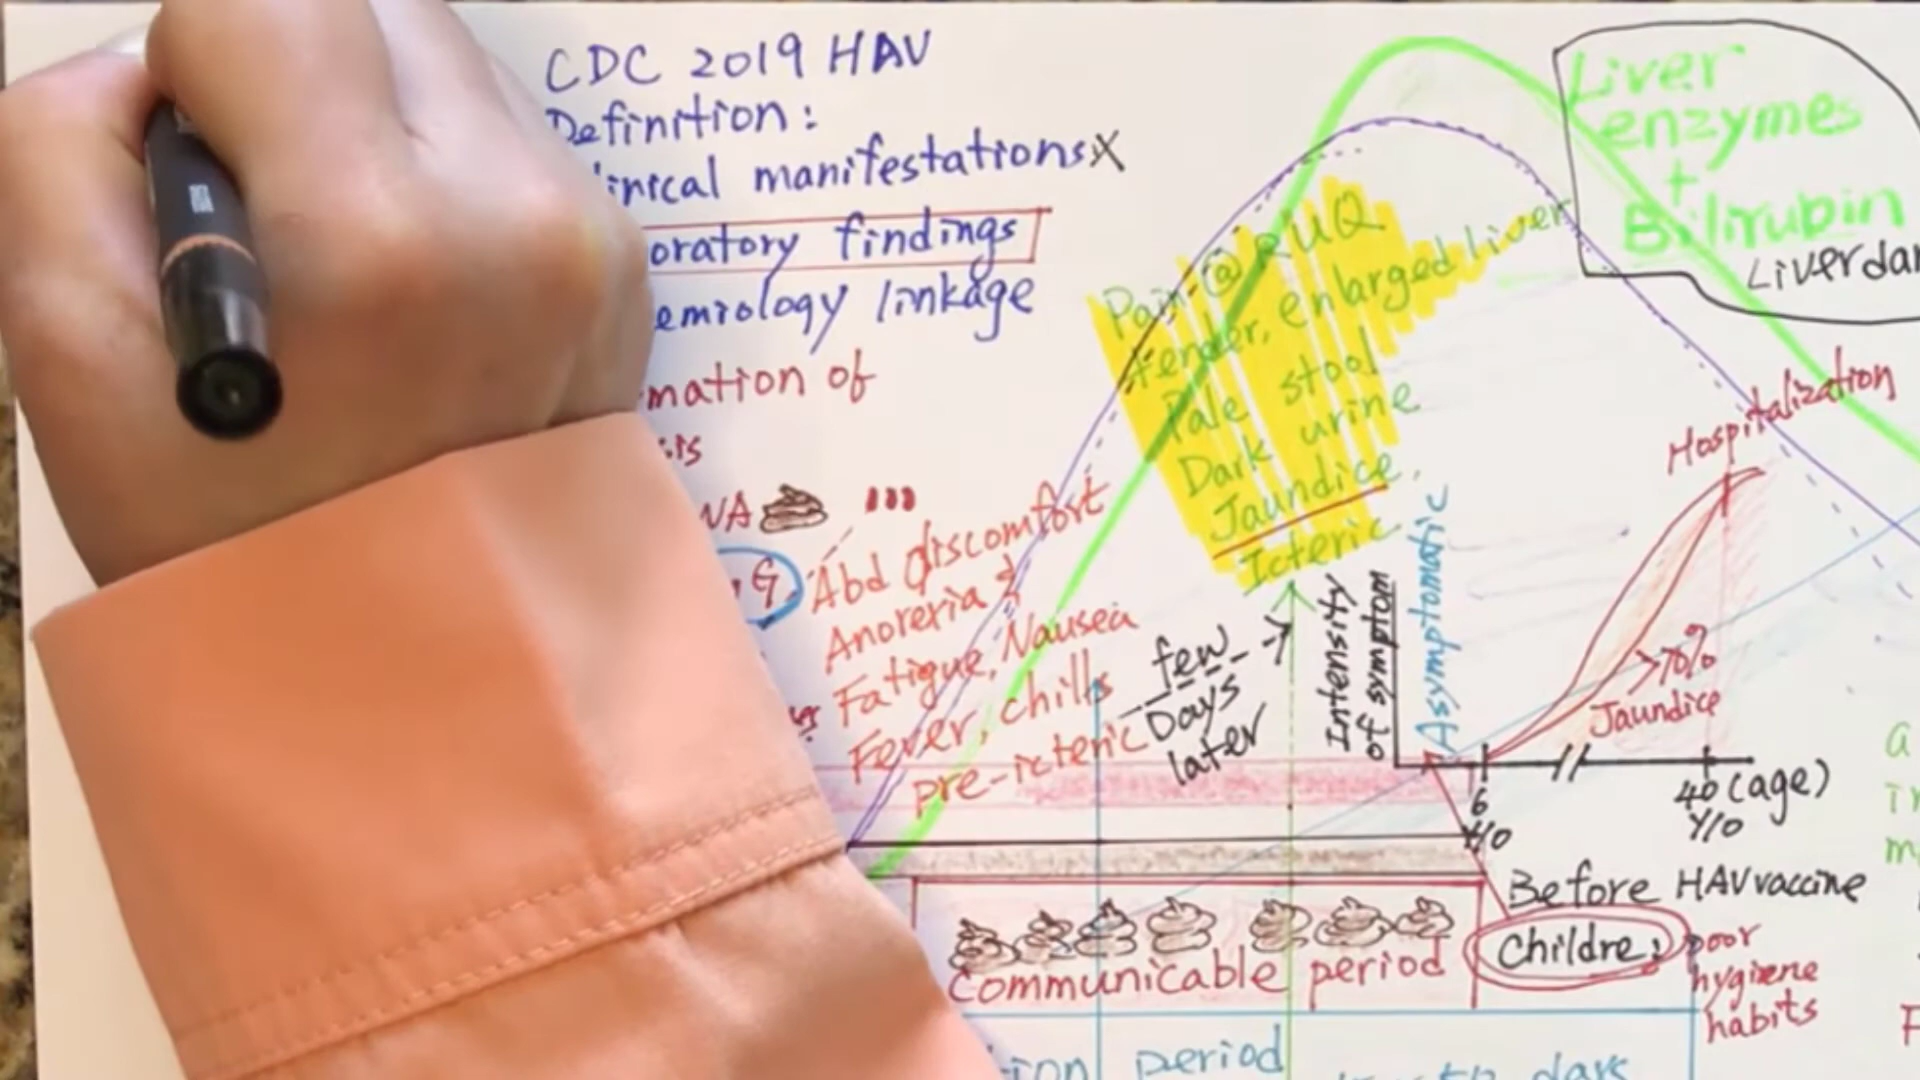 CDC 2019 HAV
Definition:
manifestationsX
findings
linkage
of
Liver
enzymes
+
Bilirubin
Pain @ RUQ
tender, enlarged liver
Pale stool
Dark urine
Jaundice,
Icteric
Abd discomfort
Anorexia &
Fatigue, Nausea
Fever, chills
pre-icteric
few
Days
later
Intensity
of symptom
Asymptomatic
Hospitalization
>70%
Jaundice
6
Y/O
40 (age)
Y/O
Before HAV vaccine
Childre:
poor
hygiene
habits
communicable period
period